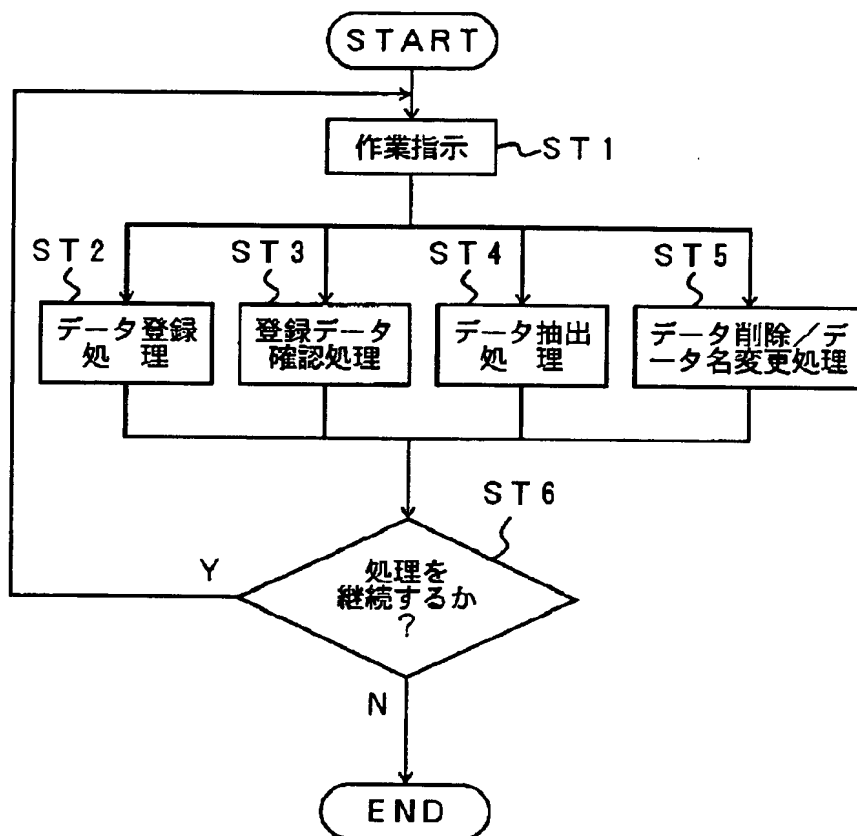 START
作業指示
ST1
ST2
ST3
ST4
ST5
データ登録
処 理
登録データ
確認処理
データ抽出
処 理
データ削除／デ
ータ名変更処理
ST6
処理を
継続するか
?
Y
N
END